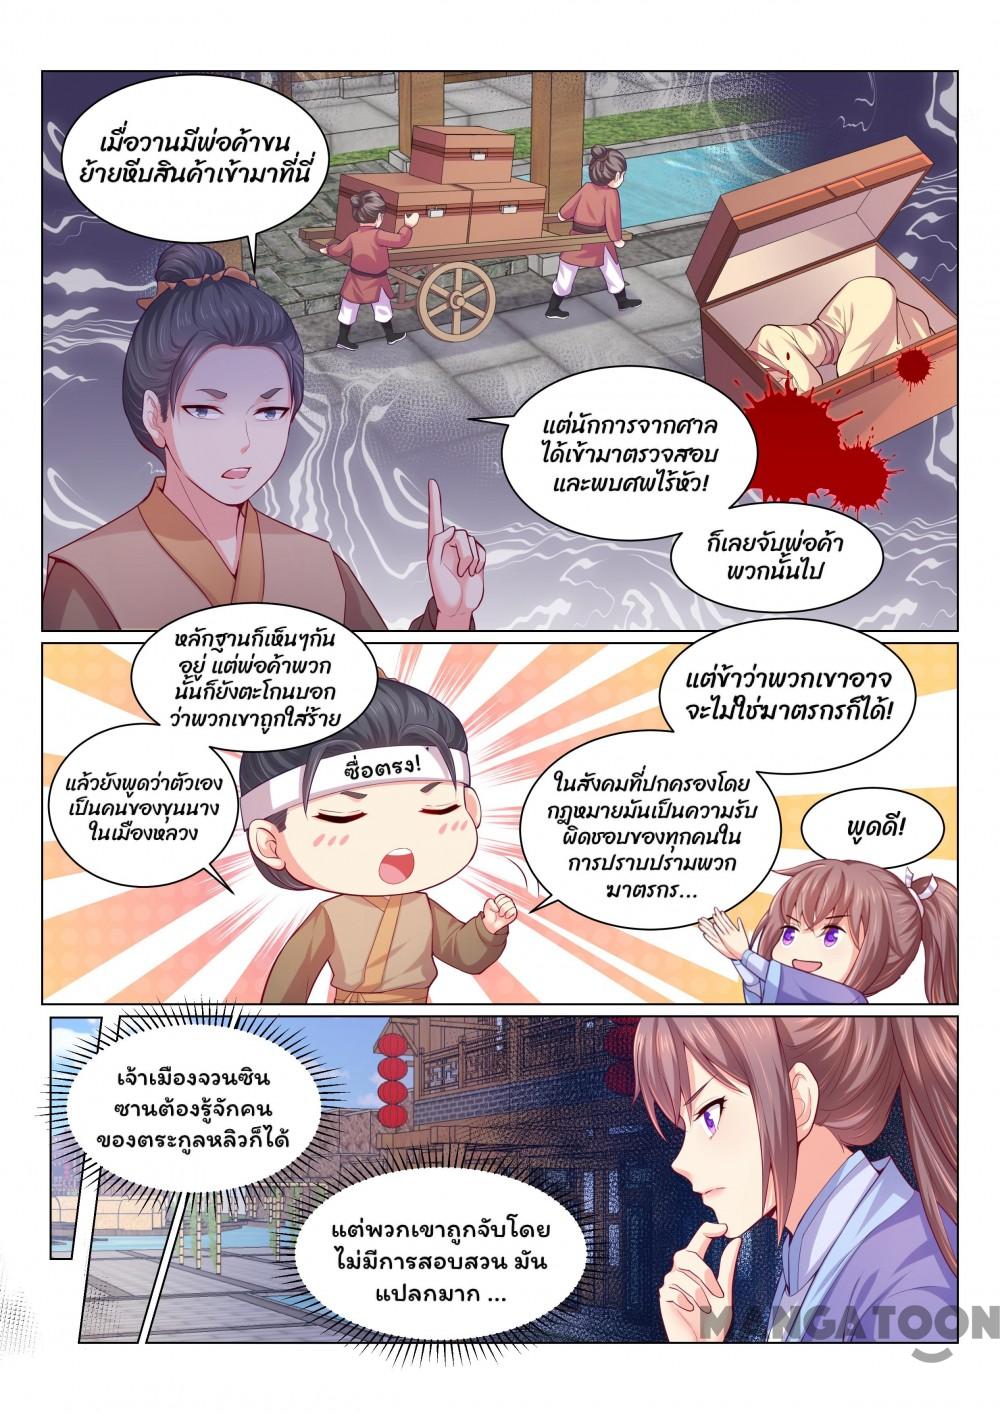 เมื่อวานมีพ่อค้าขน
ย้ายหีบสินค้าเข้ามาที่นี่
แต่นักการจากศาล
ได้เข้ามาตรวจสอบ
และพบศพไร้หัว!
ก็เลยจับพ่อค้า
พวกนั้นไป
หลักฐานก็เห็นๆกัน
อยู่ แต่พ่อค้าพวก
นั้นก็ยังตะโกนบอก
ว่าพวกเขาถูกใส่ร้าย
แล้วยังพูดว่าตัวเอง
เป็นคนของขุนนาง
ในเมืองหลวง
ซื่อตรง!
แต่ข้าว่าพวกเขาอาจ
จะไม่ใช่ฆาตรกรก็ได้!
ในสังคมที่ปกครองโดย
กฎหมายมันเป็นความรับ
ผิดชอบของทุกคนใน
การปราบปรามพวก
ฆาตรกร...
พูดดี!
เจ้าเมืองจวนซิน
ซานต้องรู้จักคน
ของตระกูลหลิวก็ได้
แต่พวกเขาถูกจับโดย
ไม่มีการสอบสวน มัน
แปลกมาก ...
MANGATOON